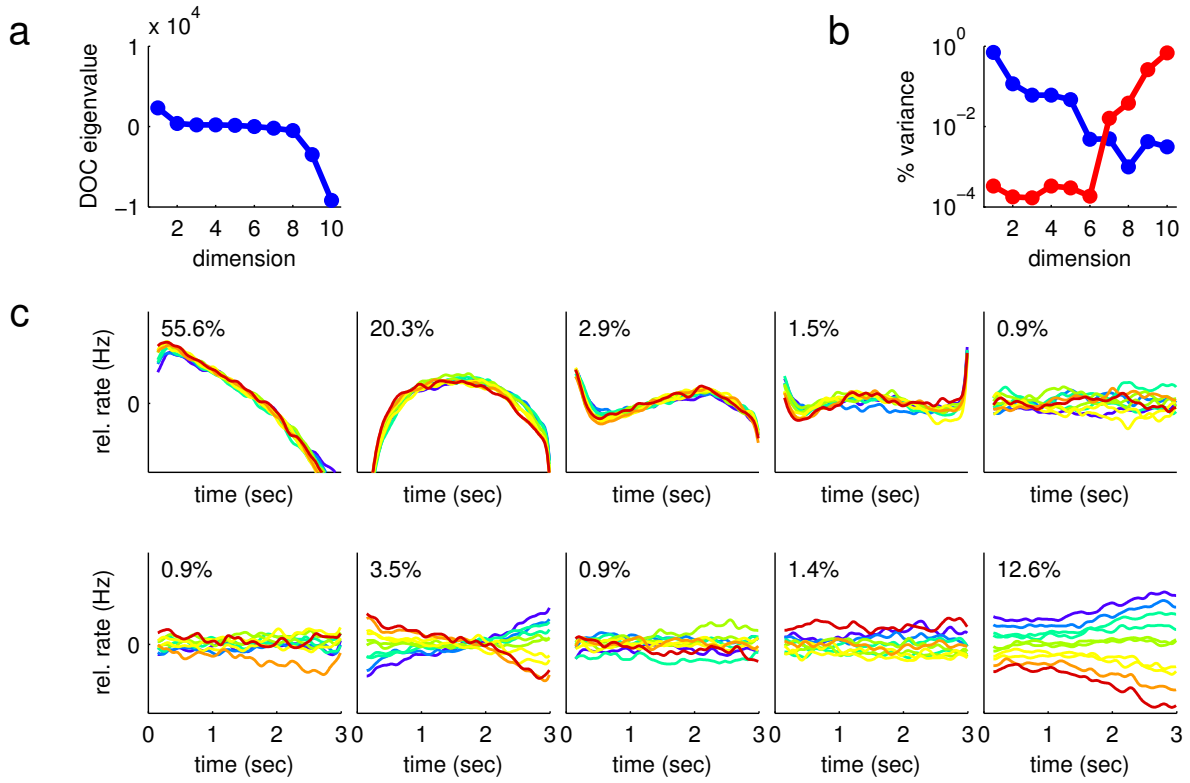 a
x 10^4
DOC eigenvalue
1
0
−1
2 4 6 8 10
dimension
b
% variance
10^0
10^−2
10^−4
2 4 6 8 10
dimension
c
rel. rate (Hz)
0
55.6% 20.3% 2.9% 1.5% 0.9%
time (sec) time (sec) time (sec) time (sec) time (sec)
rel. rate (Hz)
0
0.9% 3.5% 0.9% 1.4% 12.6%
0 1 2 3 0 1 2 3 0 1 2 3 0 1 2 3 0 1 2 3
time (sec) time (sec) time (sec) time (sec) time (sec)